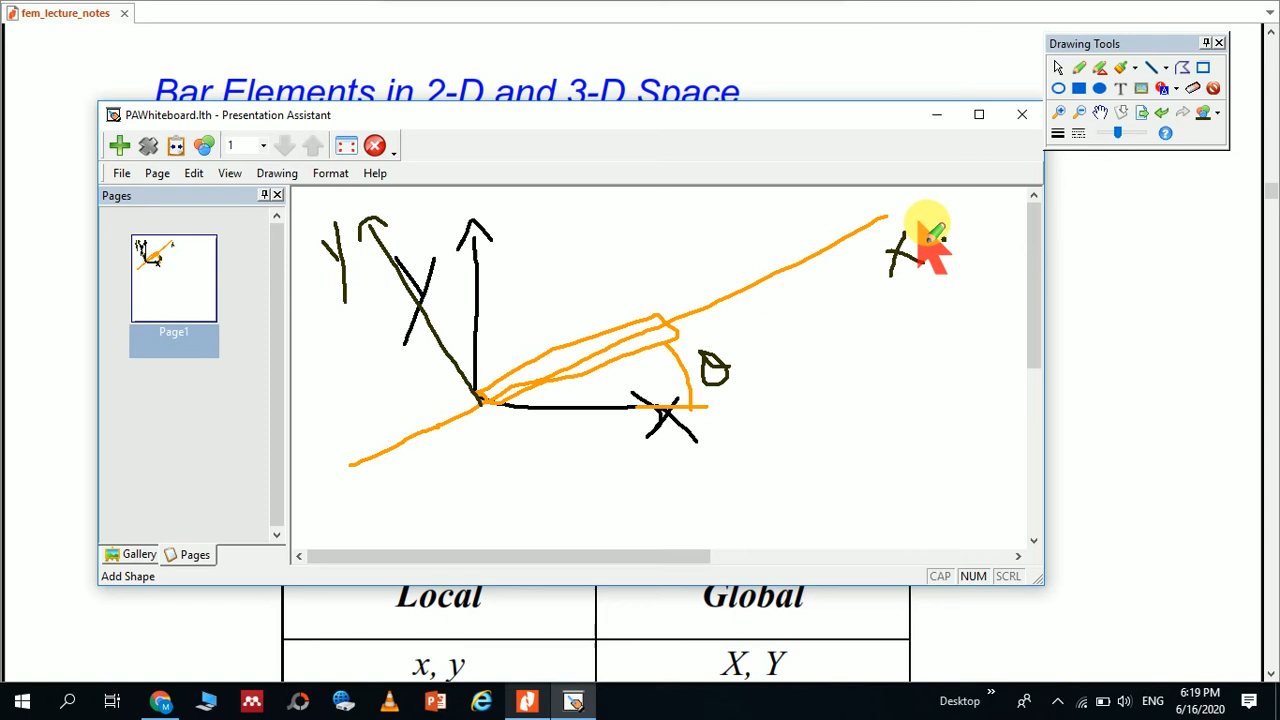 fem_lecture_notes
Drawing Tools
Bar Elements in 2-D and 3-D Space
PAWhiteboard.lth - Presentation Assistant
1
File Page Edit View Drawing Format Help
Pages
Page1
Y
Y
X
θ
X
Gallery Pages
Add Shape
CAP NUM SCRL
Local Global
x, y X, Y
Desktop
ENG
6:19 PM
6/16/2020